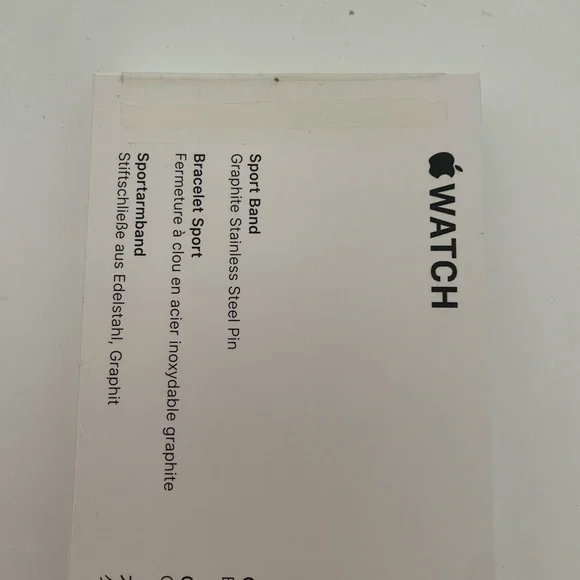 WATCH
Sport Band
Graphite Stainless Steel Pin
Bracelet Sport
Fermeture à clou en acier inoxydable graphite
Sportarmband
Stiftschließe aus Edelstahl, Graphit